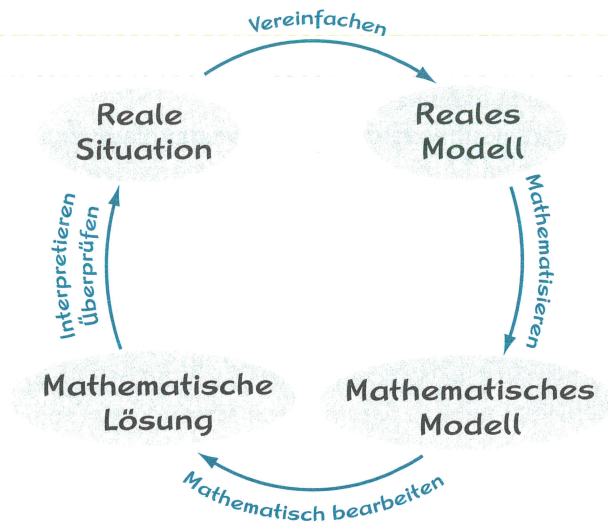 Vereinfachen
Reale
Situation
Reales
Modell
Mathematisieren
Mathematisches
Modell
Mathematisch bearbeiten
Mathematische
Lösung
Interpretieren
Überprüfen